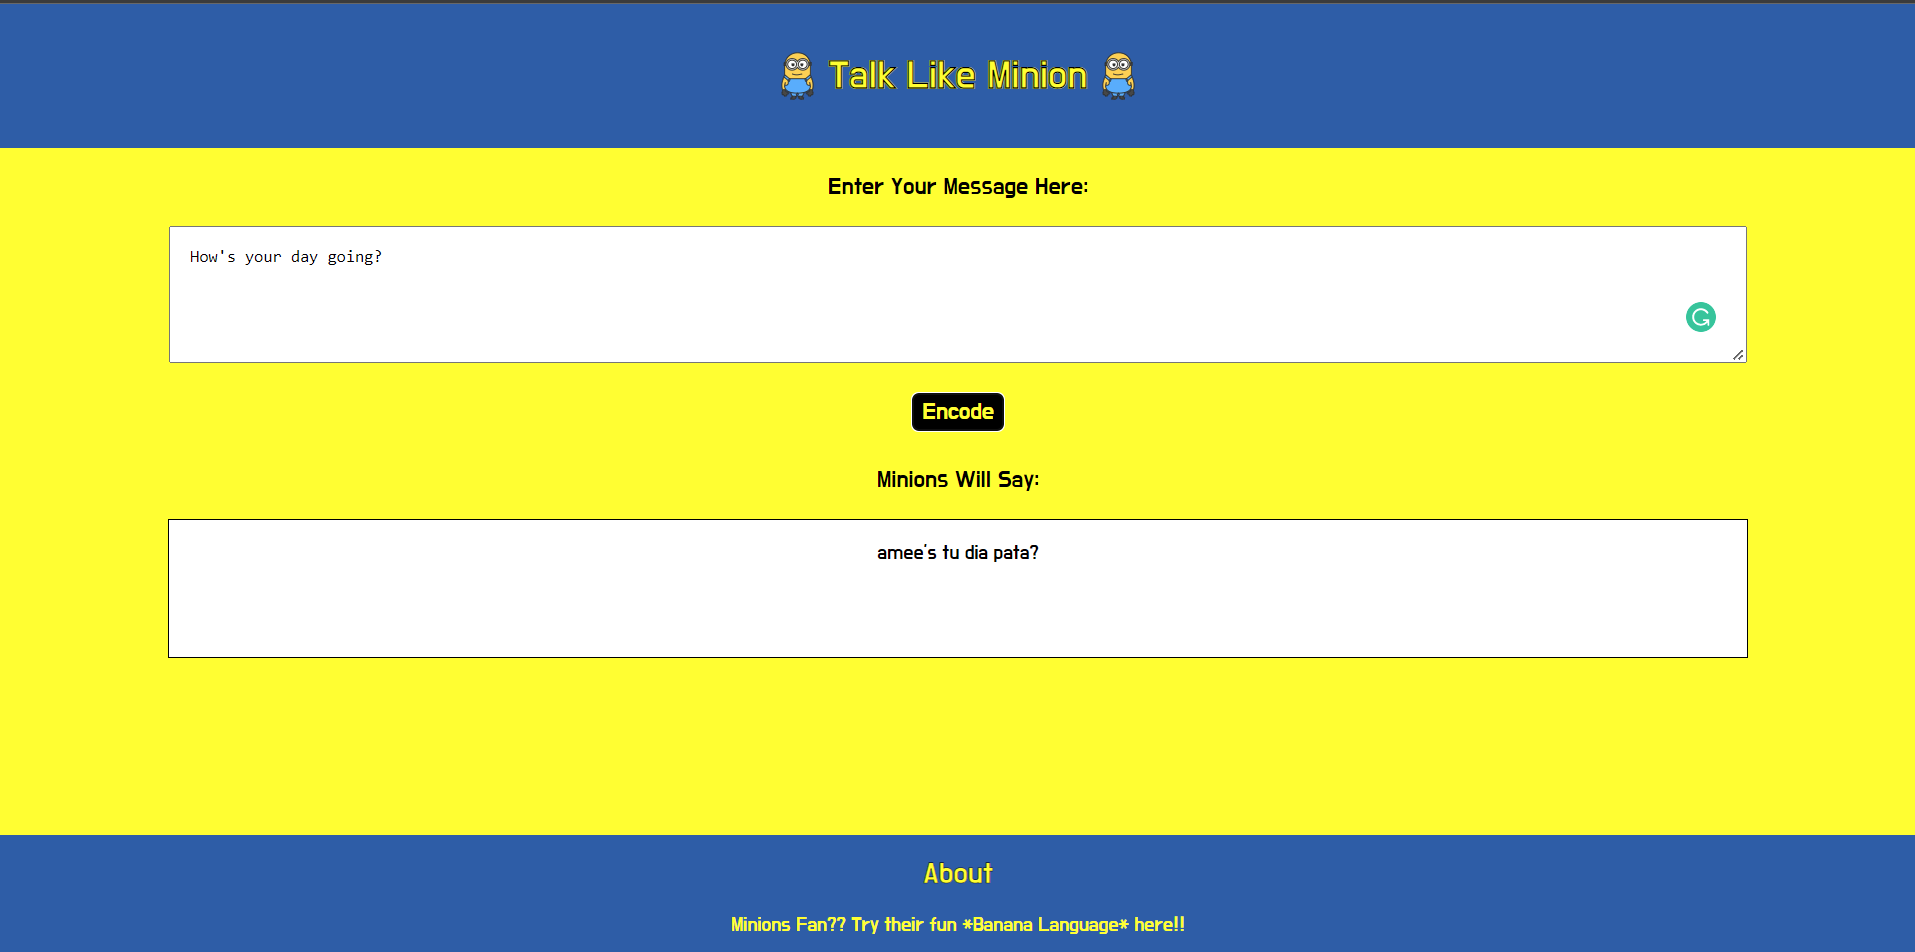 Talk Like Minion
Enter Your Message Here:
How's your day going?
Encode
Minions Will Say:
amee's tu dia pata?
About
Minions Fan?? Try their fun *Banana Language* here!!